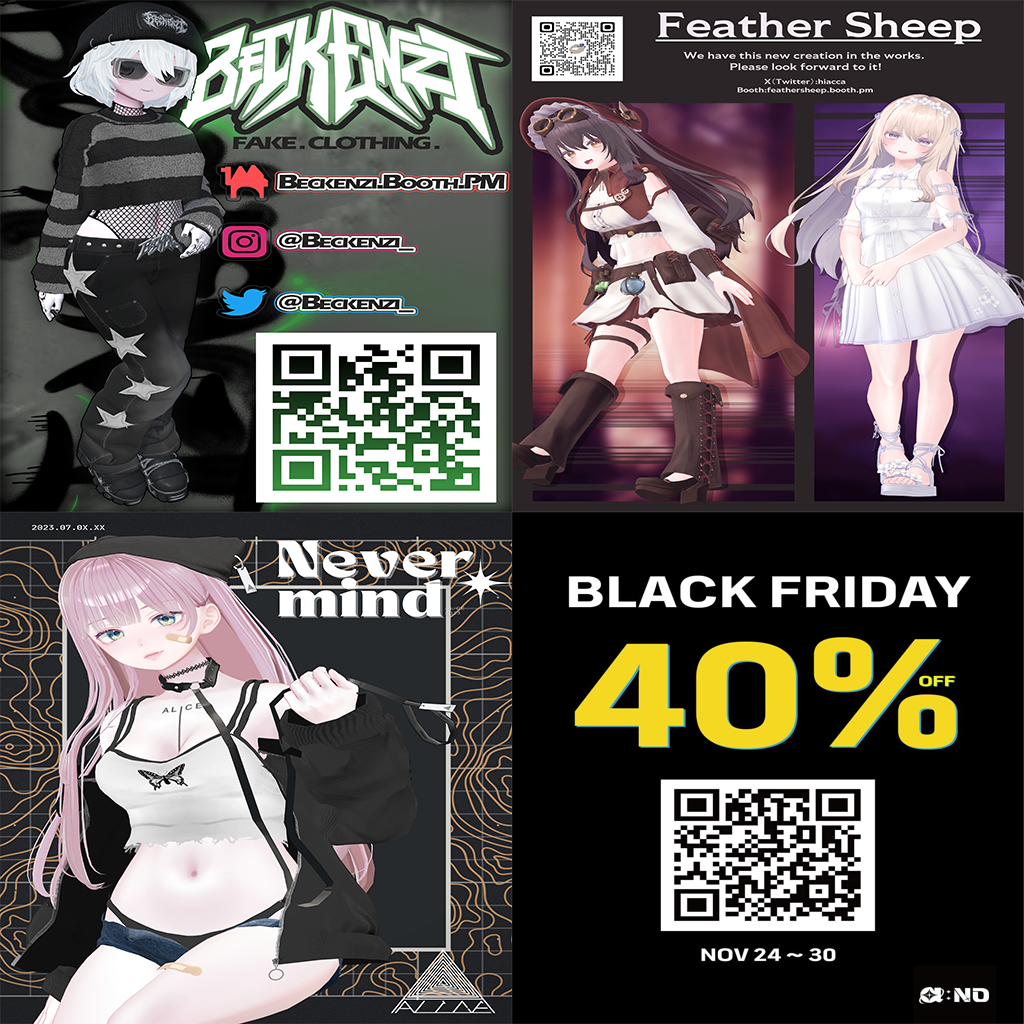 BECKENZI
BECKENZI
FAKE.CLOTHING.
BECKENZI.BOOTH.PM
@BECKENZI_
@BECKENZI_
Feather Sheep
We have this new creation in the works.
Please look forward to it!
X(Twitter):hiacca
Booth:feathersheep.booth.pm
2023.07.0X.XX
Never
mind
ALICE
BLACK FRIDAY
40%
OFF
NOV 24 ~ 30
:NO